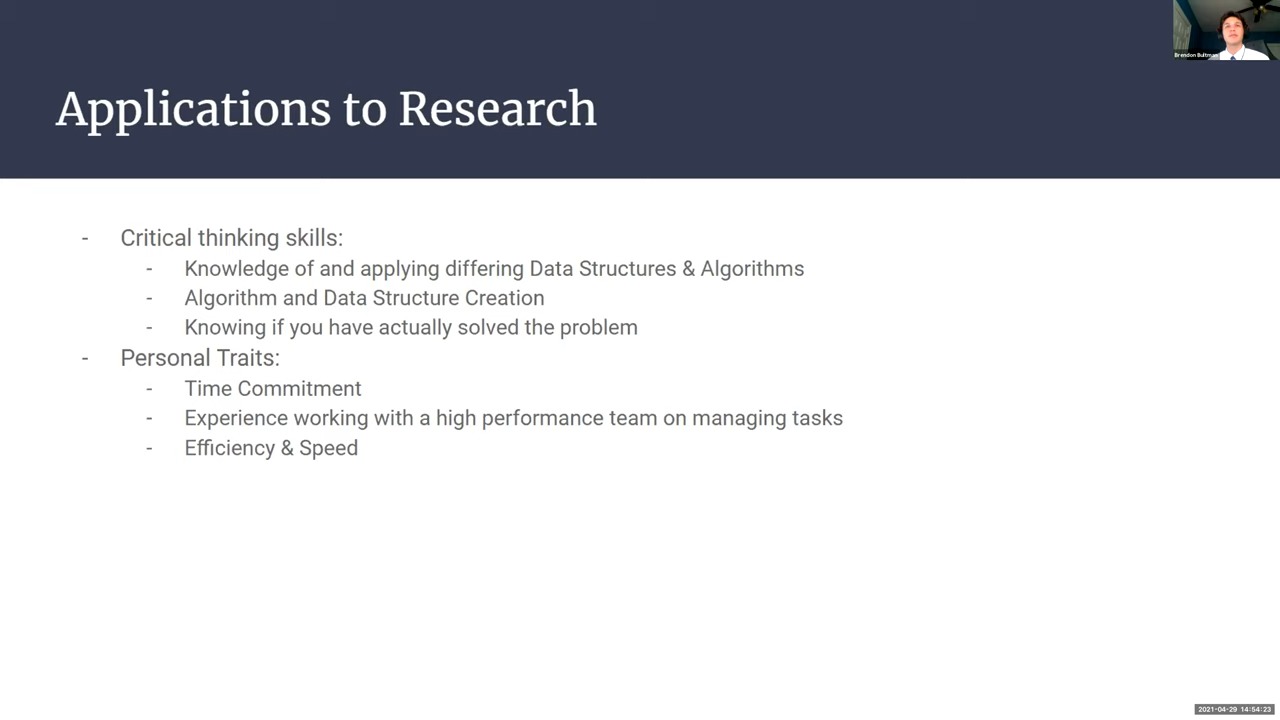 Brendon Bultman
Applications to Research
- Critical thinking skills:
- Knowledge of and applying differing Data Structures & Algorithms
- Algorithm and Data Structure Creation
- Knowing if you have actually solved the problem
- Personal Traits:
- Time Commitment
- Experience working with a high performance team on managing tasks
- Efficiency & Speed
2021-04-29 14:54:23